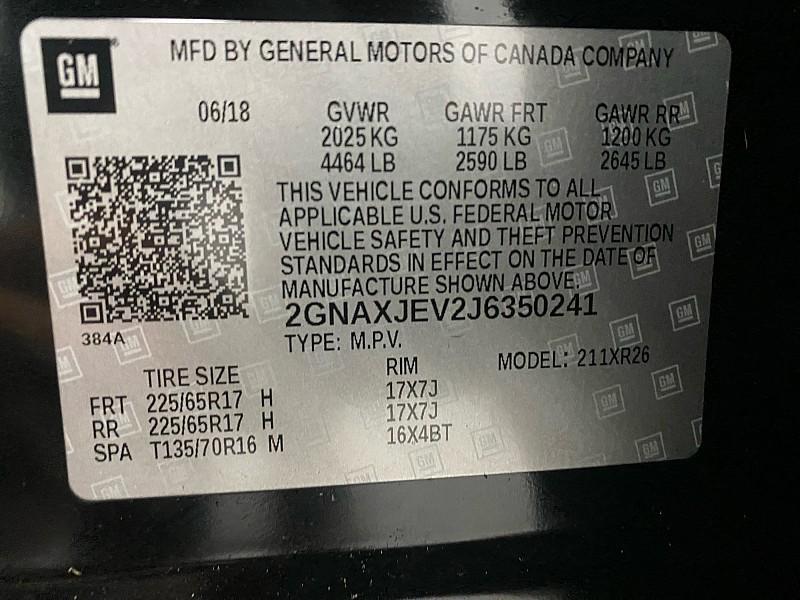 GM
MFD BY GENERAL MOTORS OF CANADA COMPANY
06/18 GVWR GAWR FRT GAWR RR
2025 KG 1175 KG 1200 KG
4464 LB 2590 LB 2645 LB
THIS VEHICLE CONFORMS TO ALL
APPLICABLE U.S. FEDERAL MOTOR
VEHICLE SAFETY AND THEFT PREVENTION
STANDARDS IN EFFECT ON THE DATE OF
MANUFACTURE SHOWN ABOVE.
2GNAXJEV2J6350241
384A
TYPE: M.P.V. MODEL: 211XR26
TIRE SIZE RIM
FRT 225/65R17 H 17X7J
RR 225/65R17 H 17X7J
SPA T135/70R16 M 16X4BT